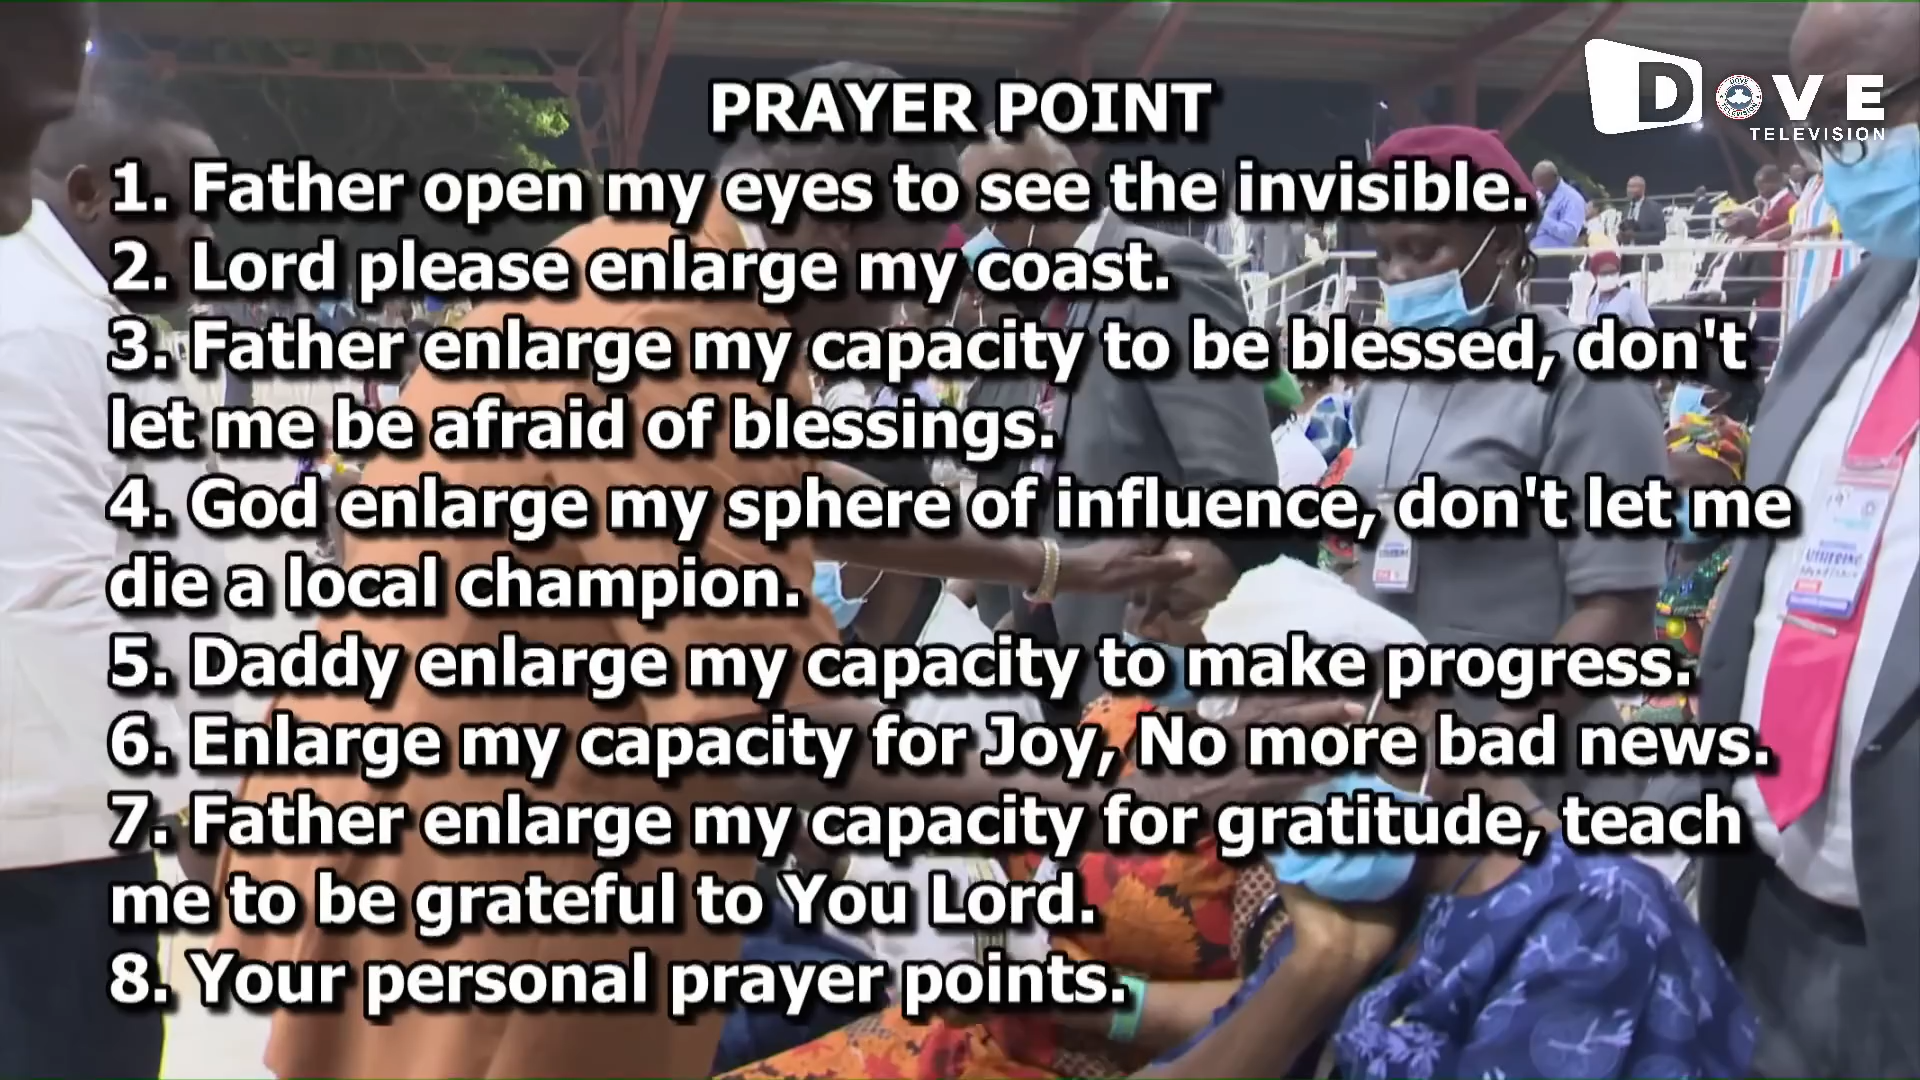 PRAYER POINT
1. Father open my eyes to see the invisible.
2. Lord please enlarge my coast.
3. Father enlarge my capacity to be blessed, don't
let me be afraid of blessings.
4. God enlarge my sphere of influence, don't let me
die a local champion.
5. Daddy enlarge my capacity to make progress.
6. Enlarge my capacity for Joy, No more bad news.
7. Father enlarge my capacity for gratitude, teach
me to be grateful to You Lord.
8. Your personal prayer points.
DOVE
TELEVISION